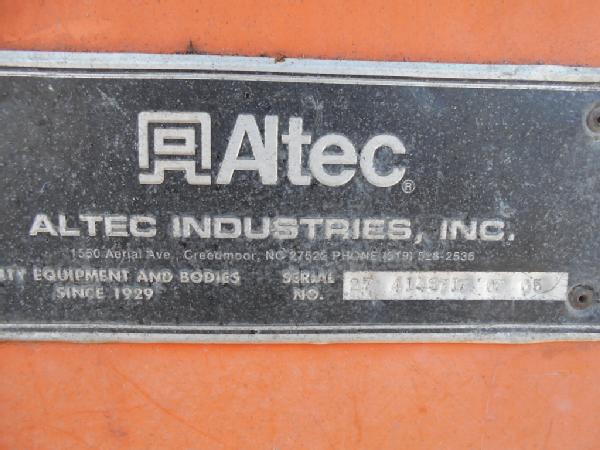 Altec®
ALTEC INDUSTRIES, INC.
1550 Aerial Ave., Creedmoor, NC 27522 PHONE (919) 528-2535
TY EQUIPMENT AND BODIES
SINCE 1929
SERIAL
NO.